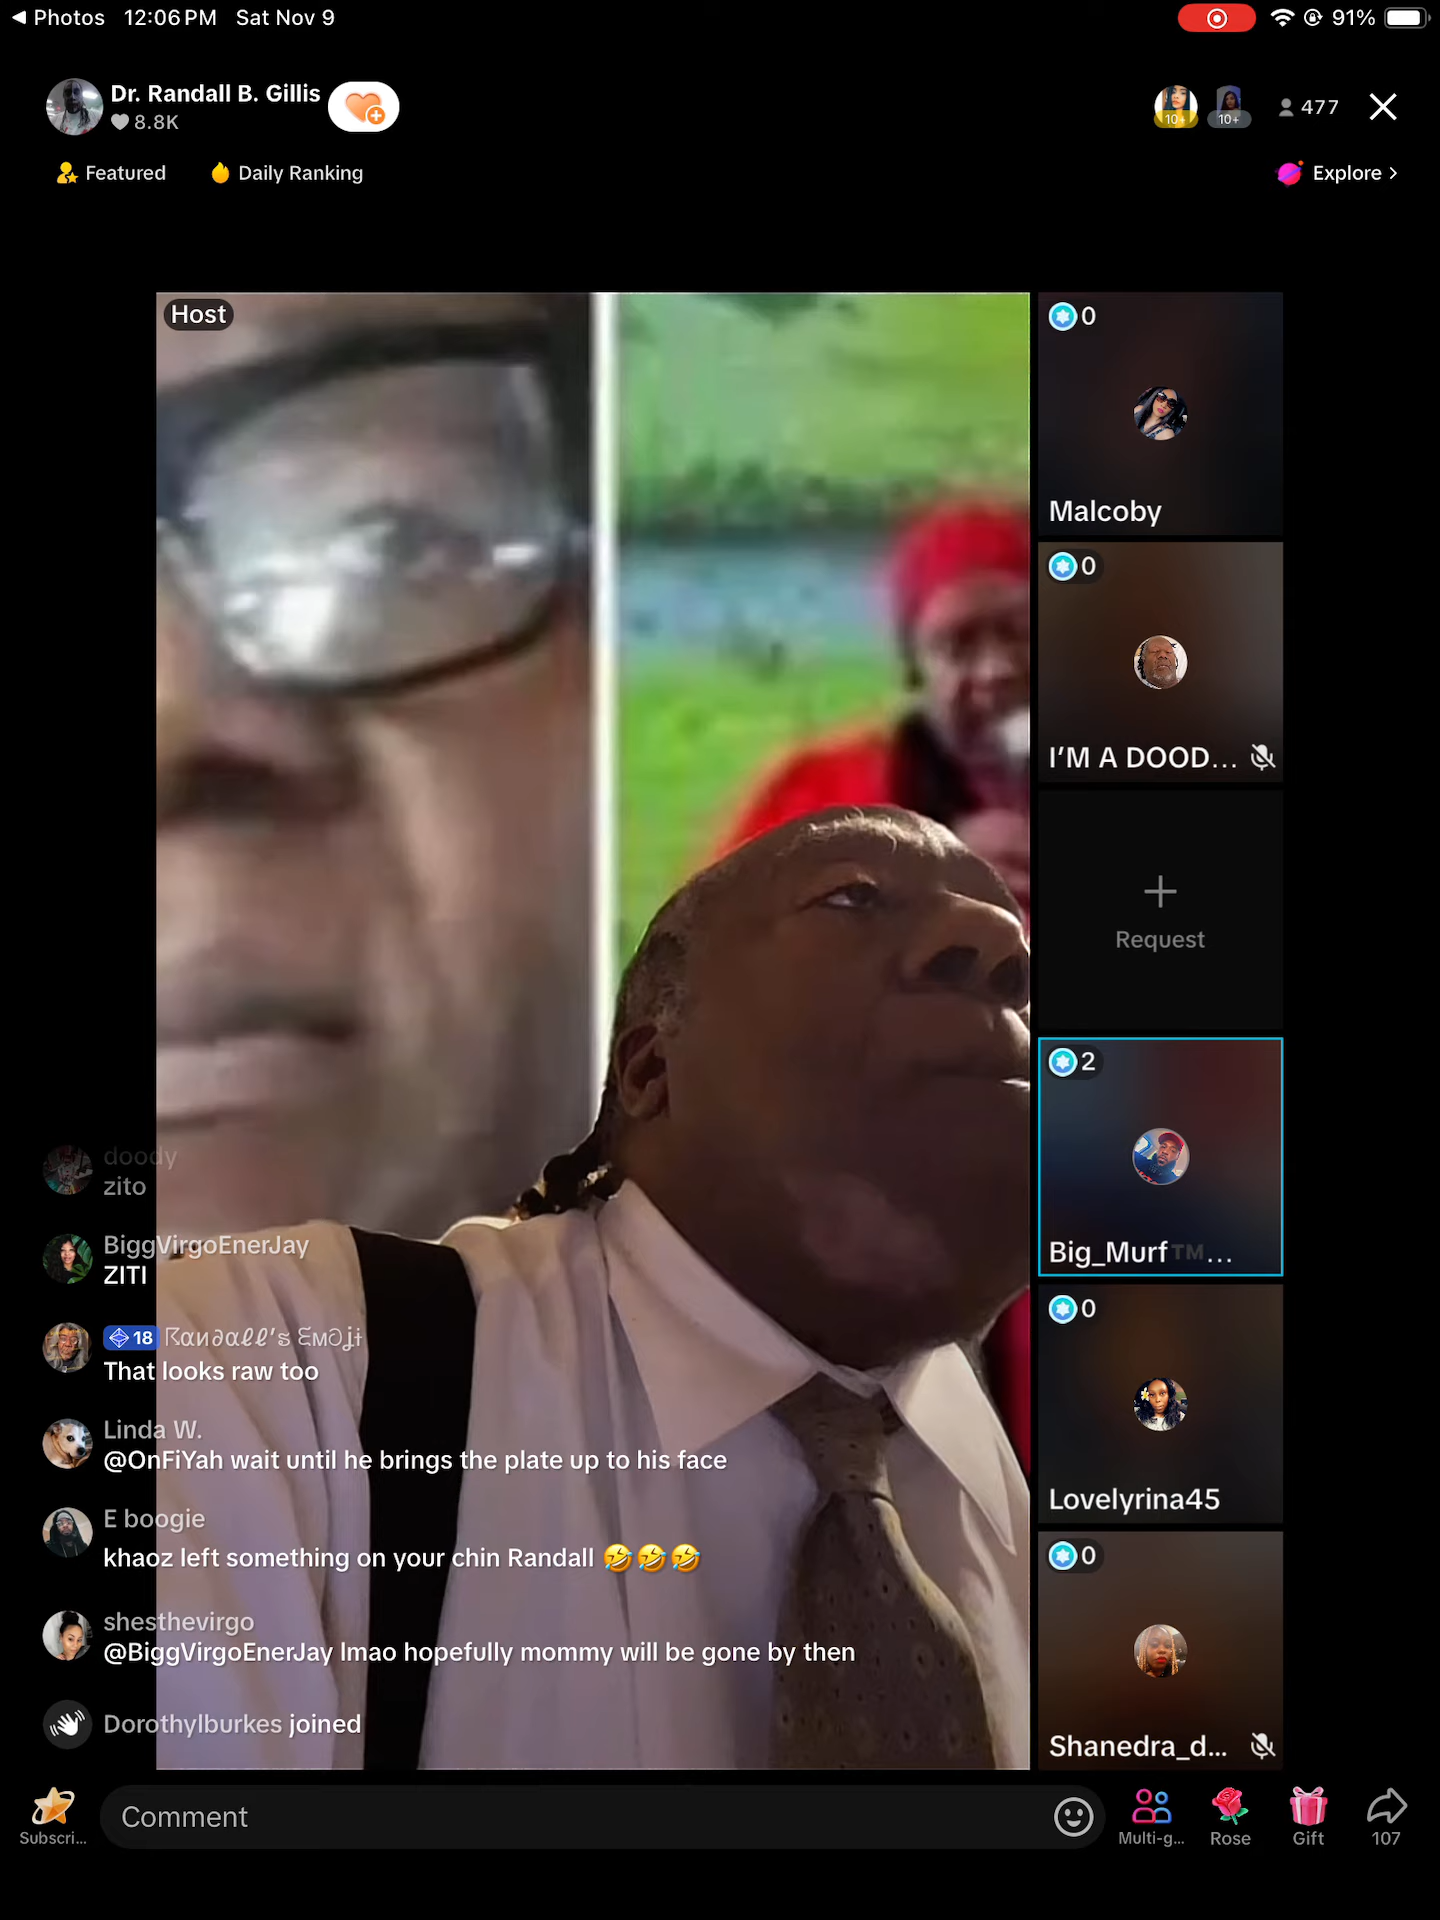 Photos 12:06 PM Sat Nov 9 91%
Dr. Randall B. Gillis
8.8K
10+ 10+ 477
Featured Daily Ranking Explore
Host
0
Malcoby
0
I'M A DOOD...
Request
2
Big_Murf™...
0
Lovelyrina45
0
Shanedra_d...
doody
zito
BiggVirgoEnerJay
ZITI
18 Randall's Emoji
That looks raw too
Linda W.
@OnFiYah wait until he brings the plate up to his face
E boogie
khaoz left something on your chin Randall 🤣🤣🤣
shesthevirgo
@BiggVirgoEnerJay lmao hopefully mommy will be gone by then
Dorothylburkes joined
Comment
Subscri... Multi-g... Rose Gift 107